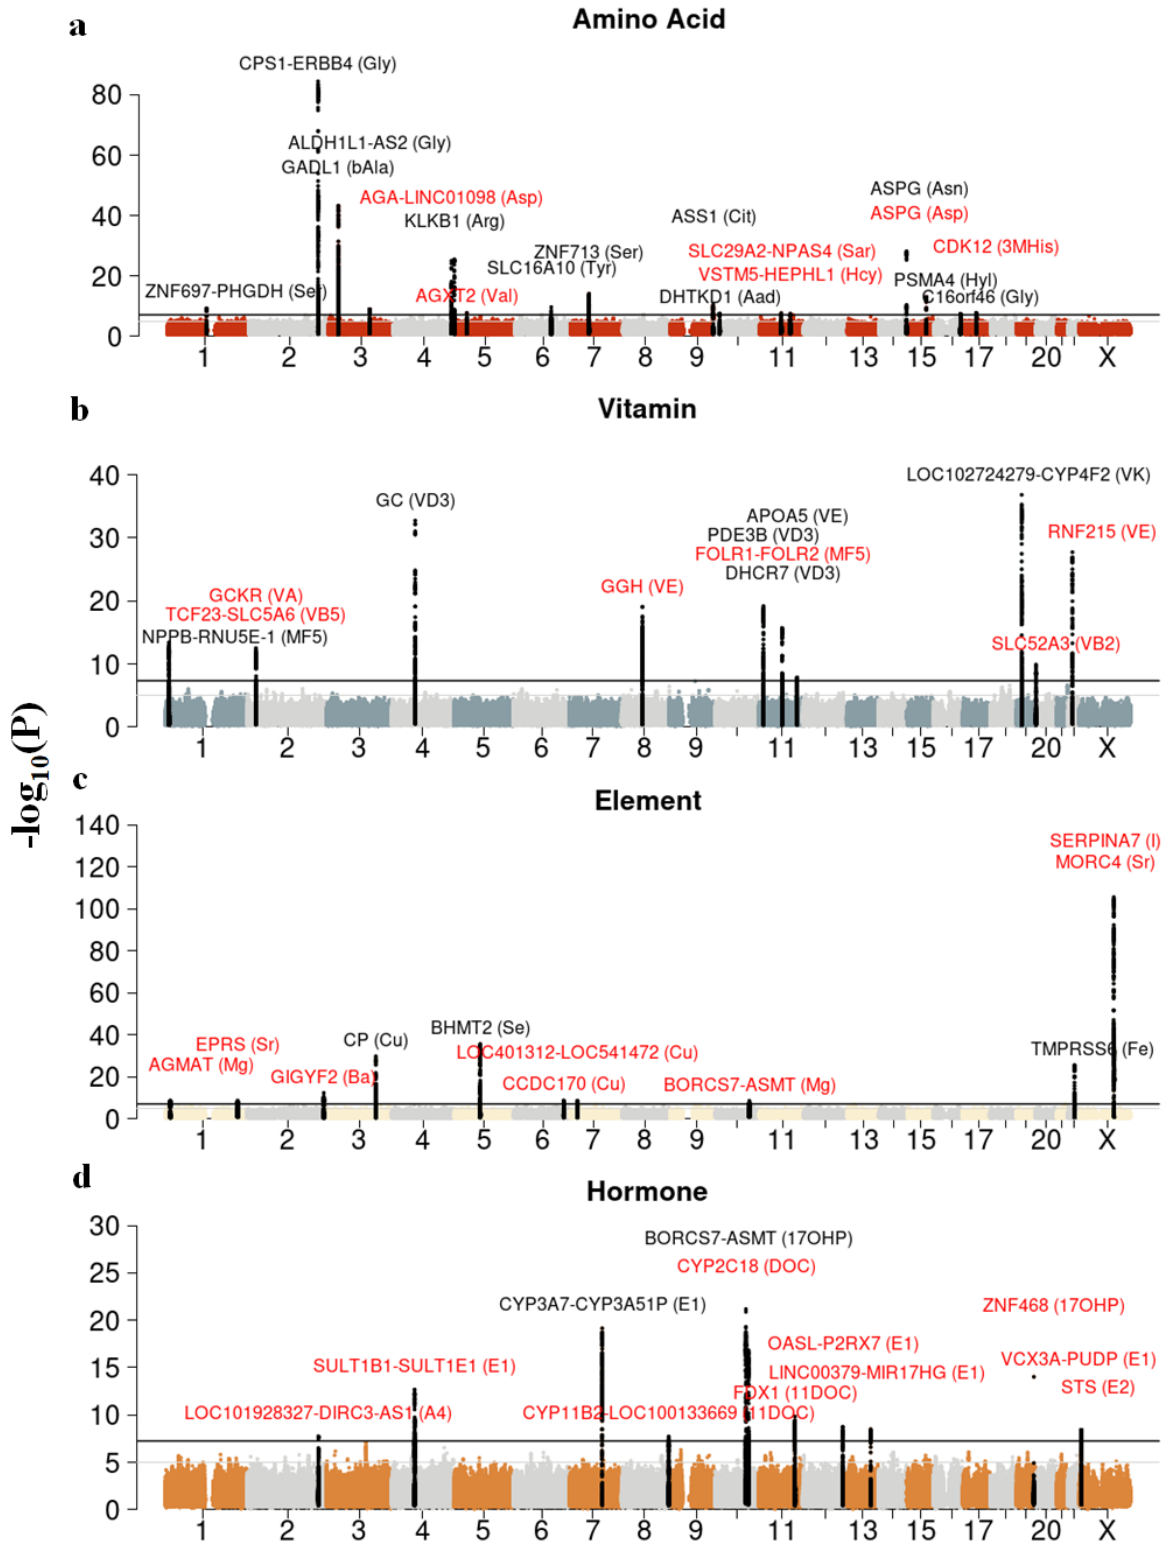 a
Amino Acid
CPS1-ERBB4 (Gly)
80
ALDH1L1-AS2 (Gly)
60
GADL1 (bAla)
AGA-LINC01098 (Asp)
ASPG (Asn)
40
KLKB1 (Arg)
ASS1 (Cit)
ASPG (Asp)
ZNF713 (Ser)
SLC29A2-NPAS4 (Sar)
CDK12 (3MHis)
20
SLC16A10 (Tyr)
VSTM5-HEPHL1 (Hcy)
PSMA4 (Hyl)
ZNF697-PHGDH (Ser)
AGXT2 (Val)
DHTKD1 (Aad)
C16orf46 (Gly)
0
1 2 3 4 5 6 7 8 9 11 13 15 17 20 X
b
Vitamin
40
LOC102724279-CYP4F2 (VK)
GC (VD3)
APOA5 (VE)
30
PDE3B (VD3)
RNF215 (VE)
FOLR1-FOLR2 (MF5)
DHCR7 (VD3)
GCKR (VA)
GGH (VE)
20
TCF23-SLC5A6 (VB5)
NPPB-RNU5E-1 (MF5)
SLC52A3 (VB2)
10
0
1 2 3 4 5 6 7 8 9 11 13 15 17 20 X
-log10(P)
c
Element
140
SERPINA7 (I)
120
MORC4 (Sr)
100
80
60
40
EPRS (Sr)
CP (Cu)
BHMT2 (Se)
TMPRSS6 (Fe)
AGMAT (Mg)
LOC401312-LOC541472 (Cu)
20
GIGYF2 (Ba)
CCDC170 (Cu)
BORCS7-ASMT (Mg)
0
1 2 3 4 5 6 7 8 9 11 13 15 17 20 X
d
Hormone
30
BORCS7-ASMT (17OHP)
25
CYP2C18 (DOC)
CYP3A7-CYP3A51P (E1)
ZNF468 (17OHP)
20
OASL-P2RX7 (E1)
15
SULT1B1-SULT1E1 (E1)
LINC00379-MIR17HG (E1)
VCX3A-PUDP (E1)
FDX1 (11DOC)
STS (E2)
10
LOC101928327-DIRC3-AS1 (A4)
CYP11B2-LOC100133669 (11DOC)
5
0
1 2 3 4 5 6 7 8 9 11 13 15 17 20 X